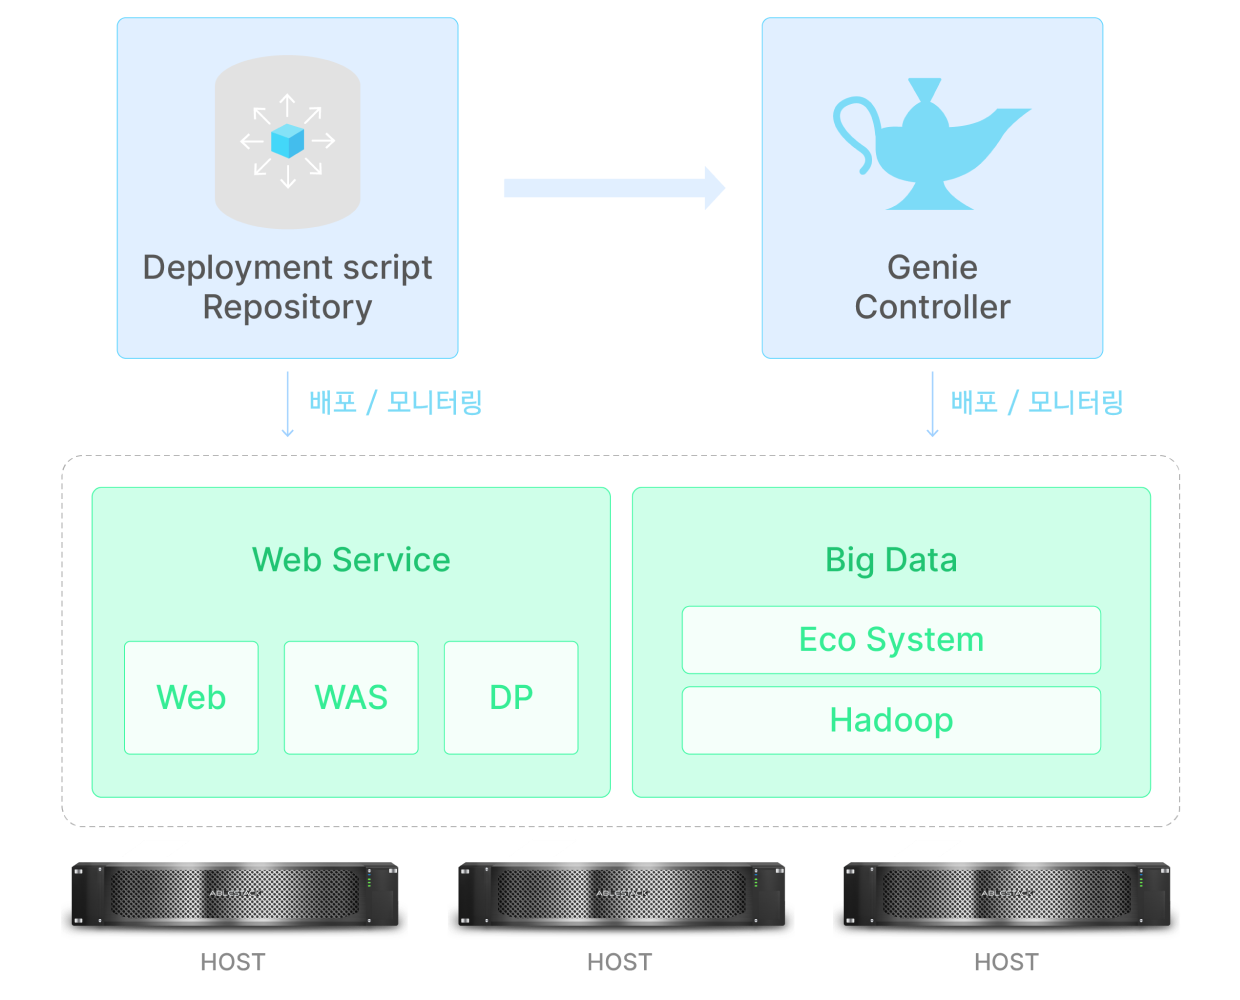 Deployment script
Repository
Genie
Controller
배포 / 모니터링
배포 / 모니터링
Web Service
Big Data
Web
WAS
DP
Eco System
Hadoop
ABLESTACK
ABLESTACK
ABLESTACK
HOST
HOST
HOST